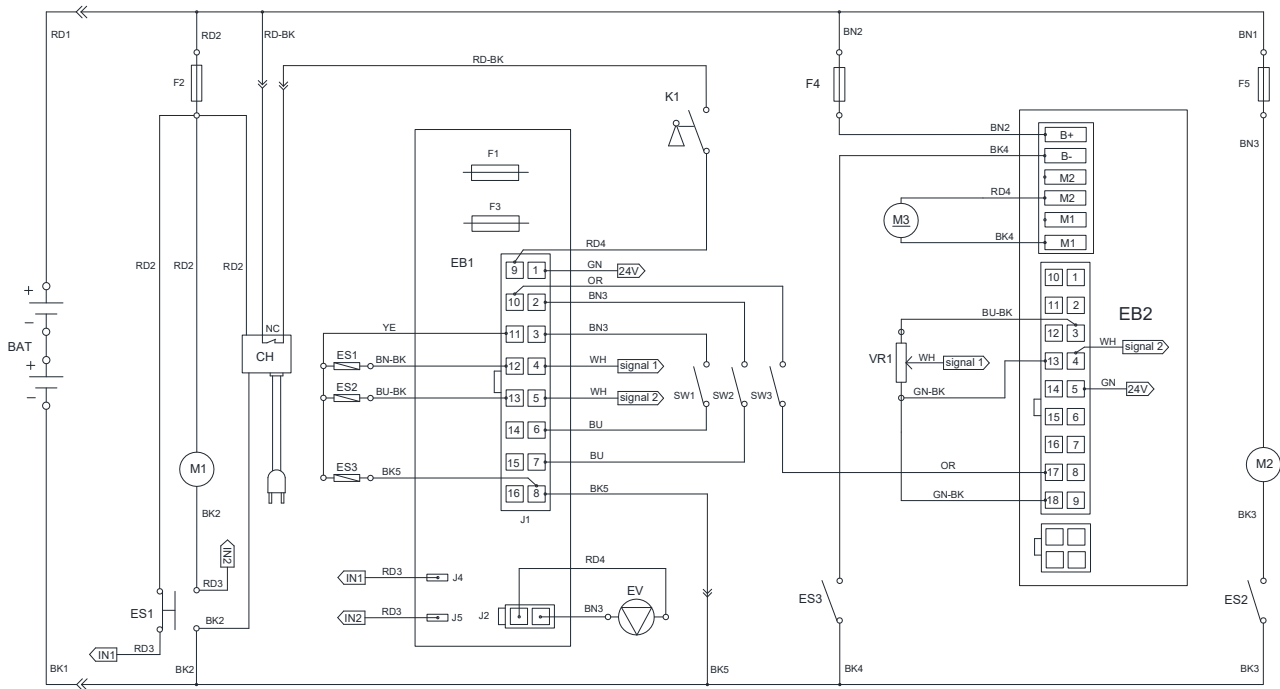 RD1
RD2
RD-BK
BN2
BN1
RD-BK
F2
K1
F4
F5
F1
BN2
B+
BN3
BK4
B-
M2
RD4
M2
F3
M3
M1
BK4
M1
RD4
EB1
9 1
GN
24V
10 1
OR
RD2
RD2
RD2
10 2
BN3
11 2
+
BU-BK
EB2
−
NC
YE
11 3
BN3
12 3
BAT
CH
WH
signal 2
+
ES1
BN-BK
12 4
WH
signal 1
VR1
WH
signal 1
13 4
−
ES2
BU-BK
13 5
WH
signal 2
SW1
SW2
SW3
GN-BK
14 5
GN
24V
15 6
14 6
BU
16 7
M1
15 7
BU
M2
ES3
BK5
OR
17 8
16 8
BK5
GN-BK
18 9
J1
BK2
BK3
IN2
RD4
IN1
RD3
J4
RD3
EV
ES3
ES2
ES1
IN2
RD3
J5
J2
BN3
BK2
IN1
RD3
BK1
BK2
BK5
BK4
BK3